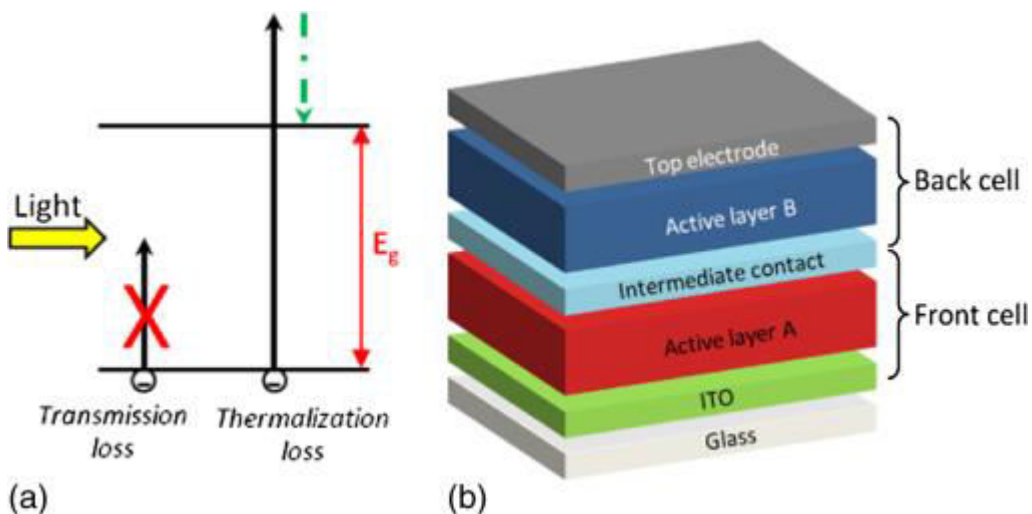 Light
E_g
Transmission
loss
Thermalization
loss
(a)
Top electrode
Active layer B
Intermediate contact
Active layer A
ITO
Glass
Back cell
Front cell
(b)